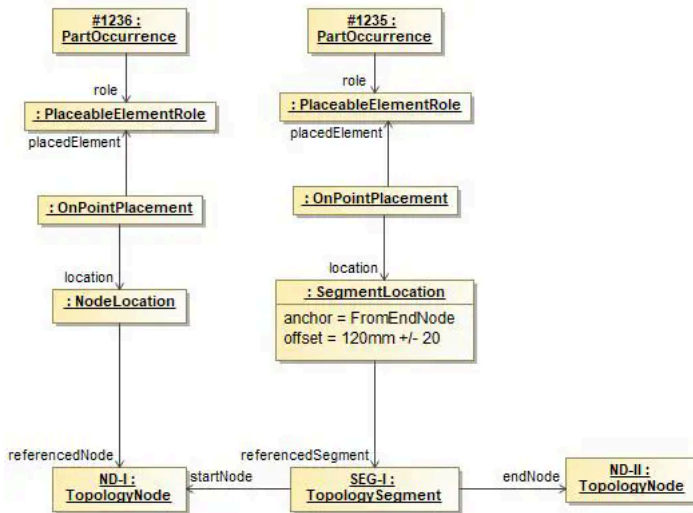 #1236 :
PartOccurrence
#1235 :
PartOccurrence
role
role
: PlaceableElementRole
: PlaceableElementRole
placedElement
placedElement
: OnPointPlacement
: OnPointPlacement
location
location
: NodeLocation
: SegmentLocation
anchor = FromEndNode
offset = 120mm +/- 20
referencedNode
referencedSegment
ND-I :
TopologyNode
startNode
SEG-I :
TopologySegment
endNode
ND-II :
TopologyNode